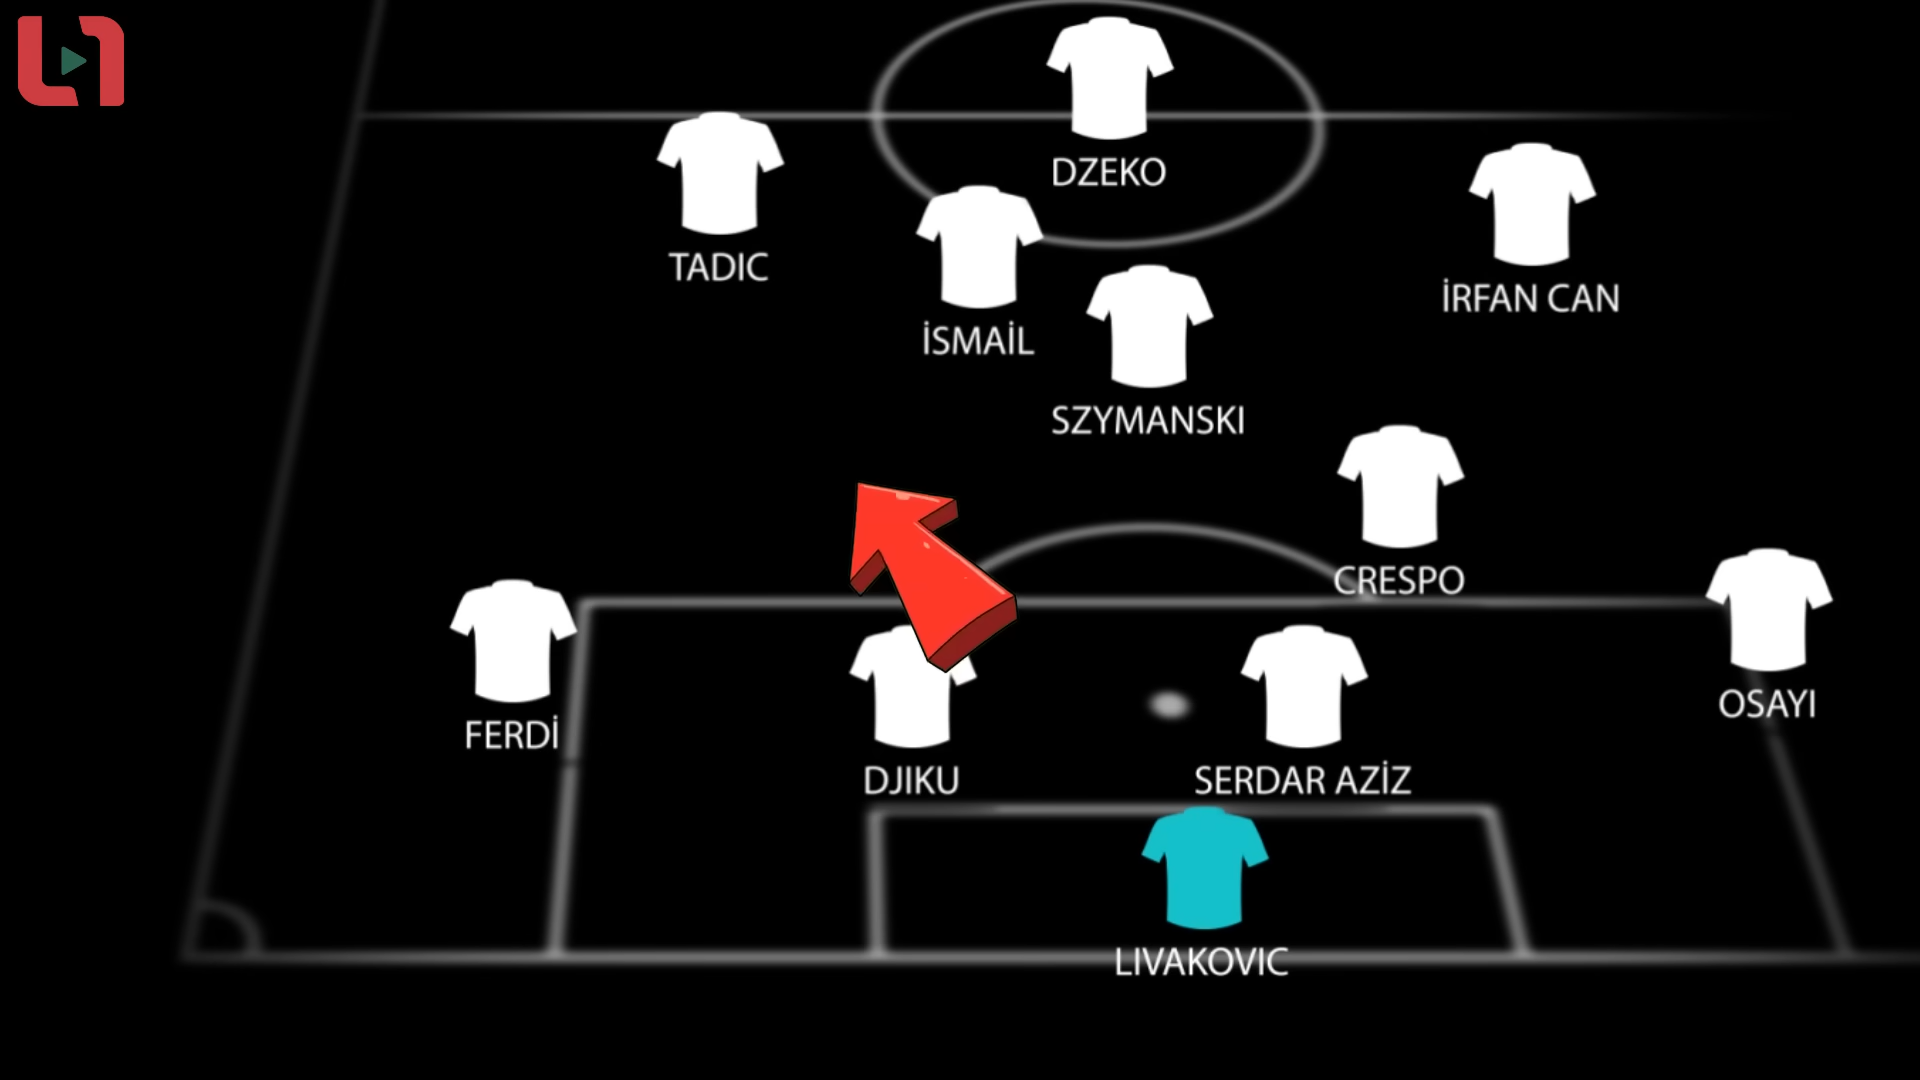 DZEKO
TADIC
İRFAN CAN
İSMAİL
SZYMANSKI
CRESPO
OSAYI
FERDİ
DJIKU
SERDAR AZİZ
LIVAKOVIC